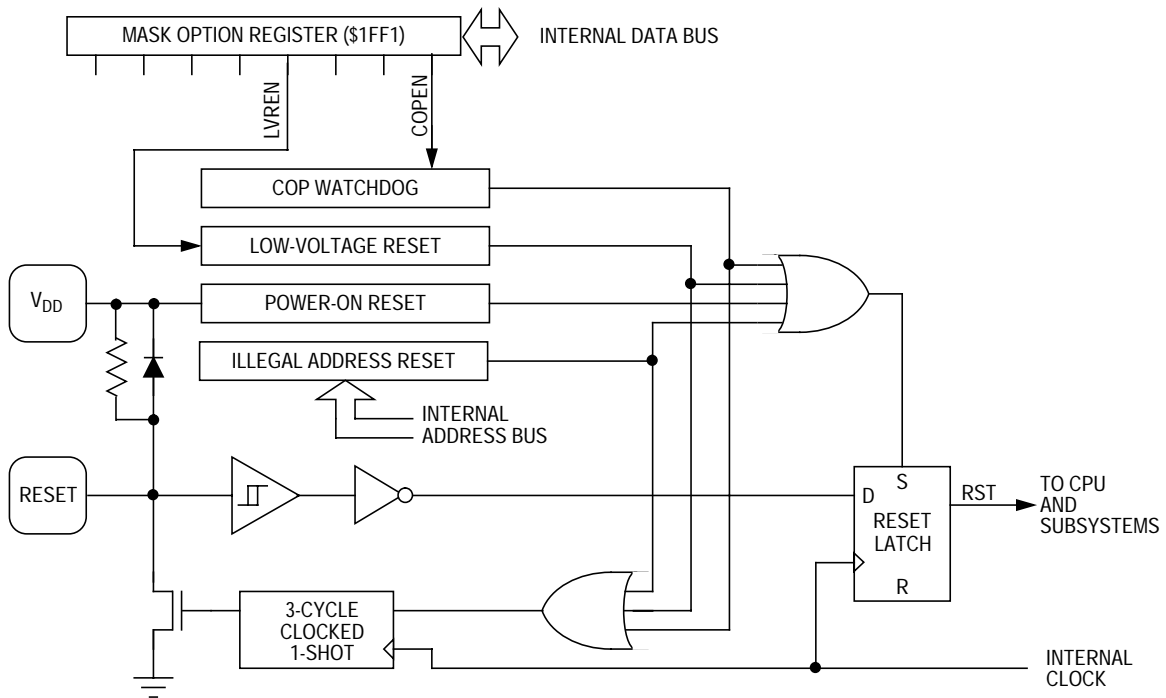 MASK OPTION REGISTER ($1FF1)
INTERNAL DATA BUS
LVREN
COPEN
COP WATCHDOG
LOW-VOLTAGE RESET
VDD
POWER-ON RESET
ILLEGAL ADDRESS RESET
INTERNAL
ADDRESS BUS
RESET
D
S
RESET
LATCH
R
RST
TO CPU
AND
SUBSYSTEMS
3-CYCLE
CLOCKED
1-SHOT
INTERNAL
CLOCK